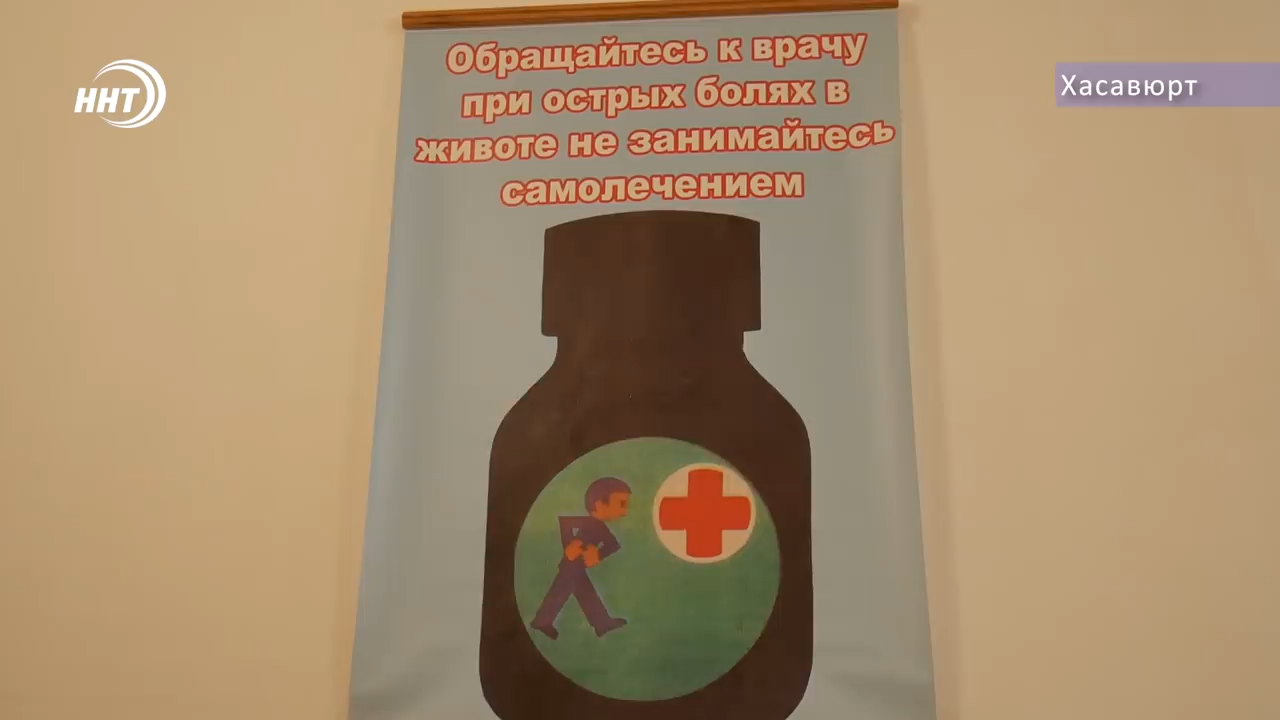 ННТ
Хасавюрт
Обращайтесь к врачу
при острых болях в
животе не занимайтесь
самолечением